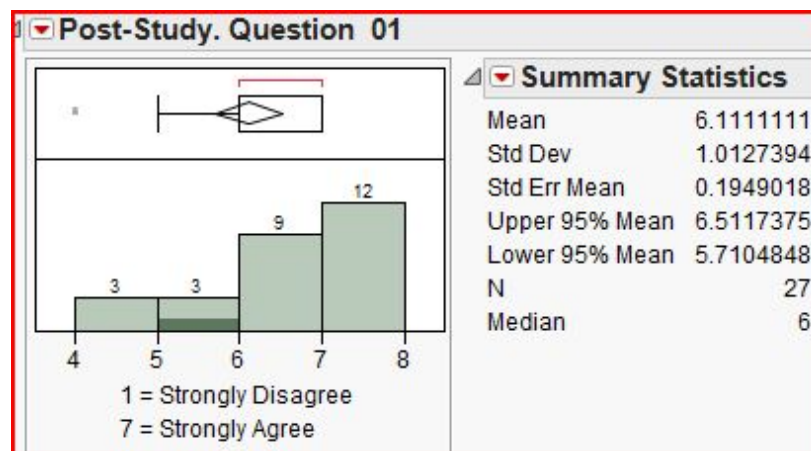 Post-Study. Question 01
3 3 9 12
4 5 6 7 8
1 = Strongly Disagree
7 = Strongly Agree
Summary Statistics
Mean 6.1111111
Std Dev 1.0127394
Std Err Mean 0.1949018
Upper 95% Mean 6.5117375
Lower 95% Mean 5.7104848
N 27
Median 6